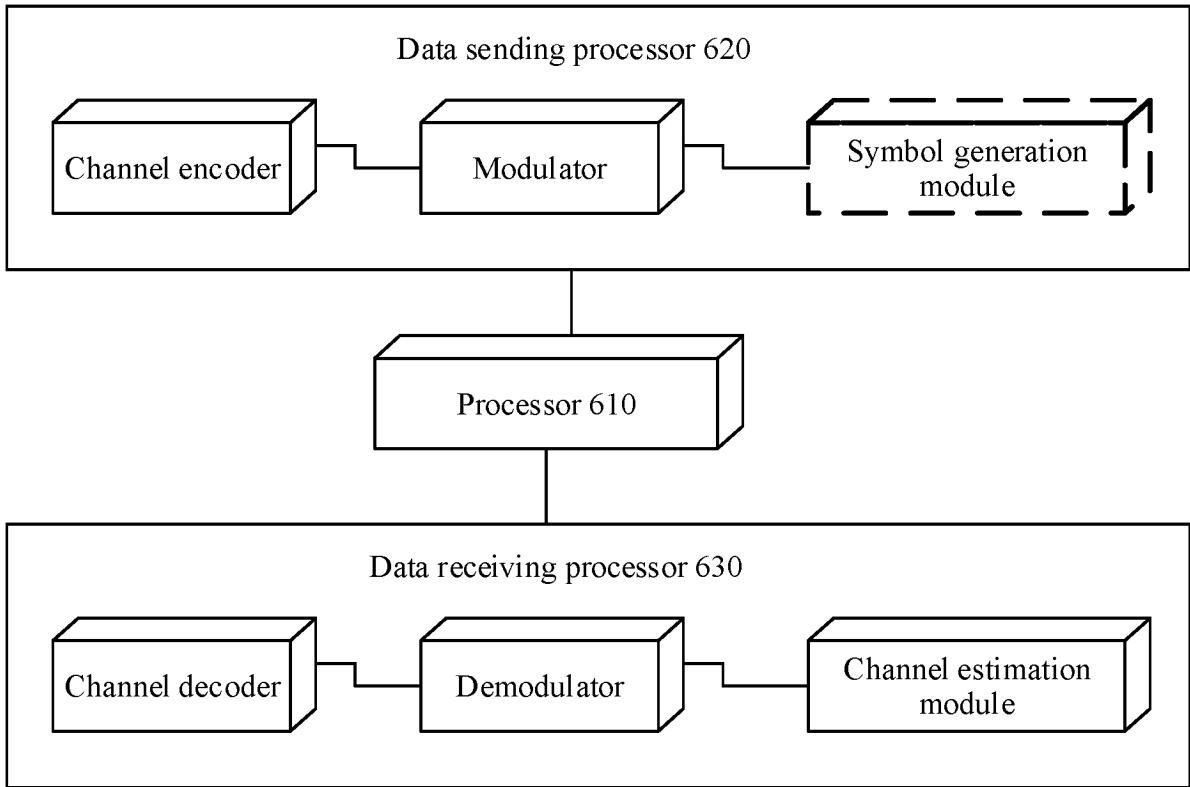 Data sending processor 620
Channel encoder
Modulator
Symbol generation
module
Processor 610
Data receiving processor 630
Channel decoder
Demodulator
Channel estimation
module